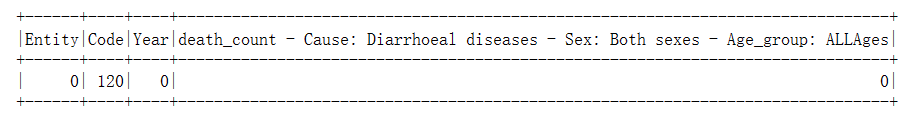 +------+----+----+-----------------------------------------------------------------------+
|Entity|Code|Year|death_count - Cause: Diarrhoeal diseases - Sex: Both sexes - Age_group: ALLAges|
+------+----+----+-----------------------------------------------------------------------+
|     0| 120|   0|                                                                      0|
+------+----+----+-----------------------------------------------------------------------+